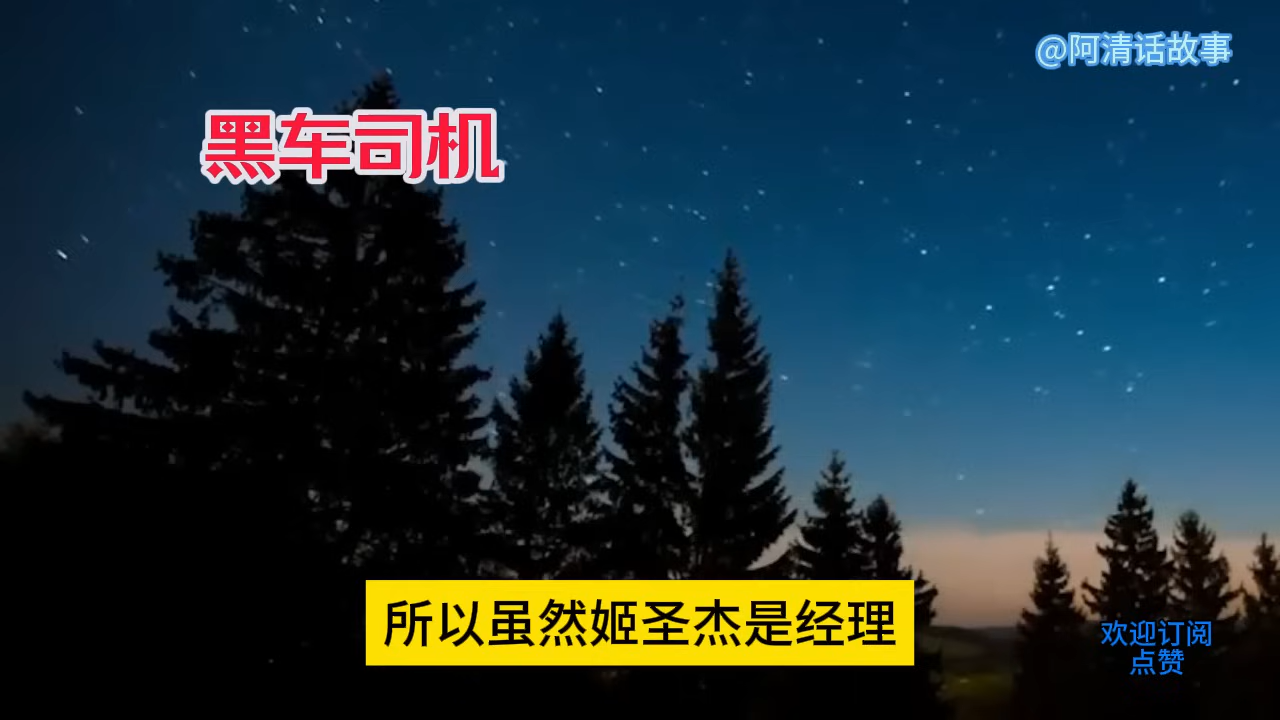 @阿清话故事
黑车司机
所以虽然姬圣杰是经理
欢迎订阅
点赞